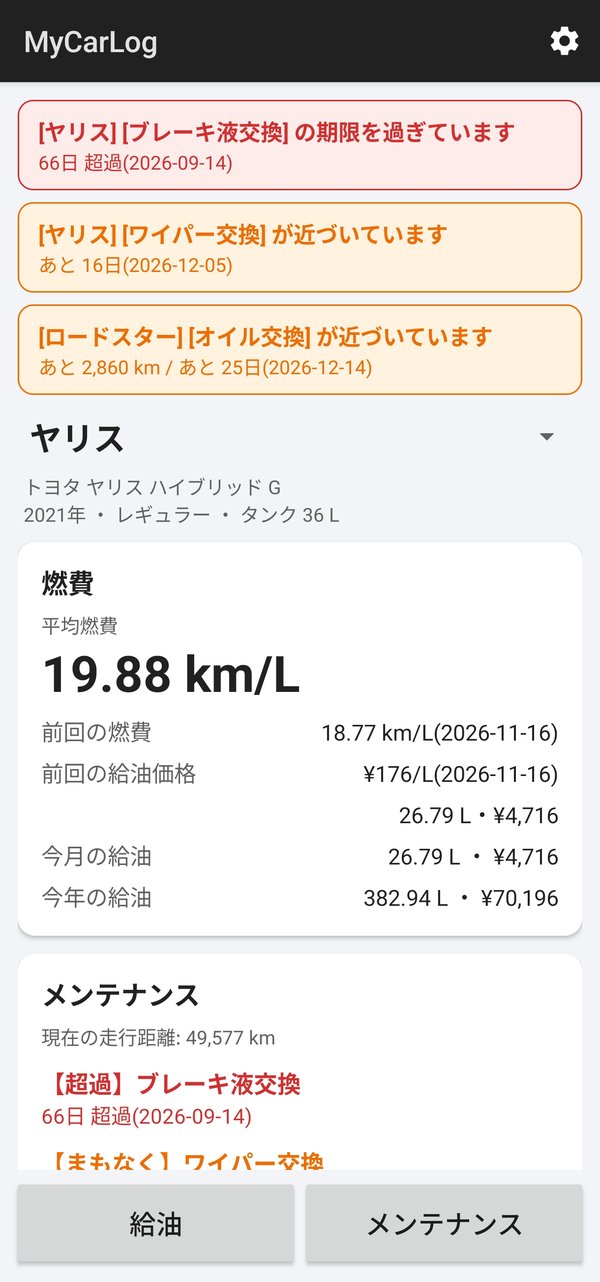 MyCarLog
[ヤリス] [ブレーキ液交換] の期限を過ぎています
66日 超過(2026-09-14)
[ヤリス] [ワイパー交換] が近づいています
あと 16日(2026-12-05)
[ロードスター] [オイル交換] が近づいています
あと 2,860 km / あと 25日(2026-12-14)
ヤリス
トヨタ ヤリス ハイブリッド G
2021年 ・ レギュラー ・ タンク 36 L
燃費
平均燃費
19.88 km/L
前回の燃費 18.77 km/L(2026-11-16)
前回の給油価格 ¥176/L(2026-11-16)
26.79 L・¥4,716
今月の給油 26.79 L ・ ¥4,716
今年の給油 382.94 L ・ ¥70,196
メンテナンス
現在の走行距離: 49,577 km
【超過】ブレーキ液交換
66日 超過(2026-09-14)
【まもなく】ワイパー交換
給油 メンテナンス